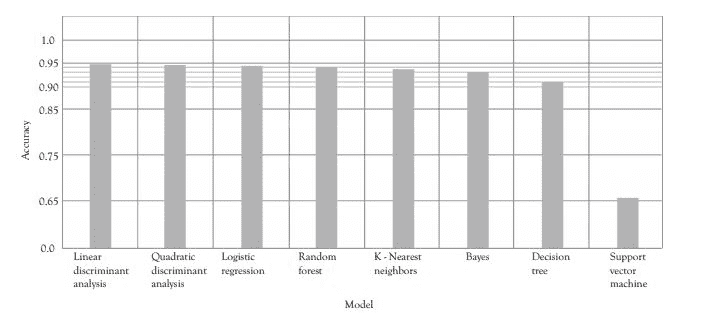 1.0
0.95
0.90
0.85
0.75
0.65
0.0
Accuracy
Linear
discriminant
analysis
Quadratic
discriminant
analysis
Logistic
regression
Random
forest
K - Nearest
neighbors
Bayes
Decision
tree
Support
vector
machine
Model